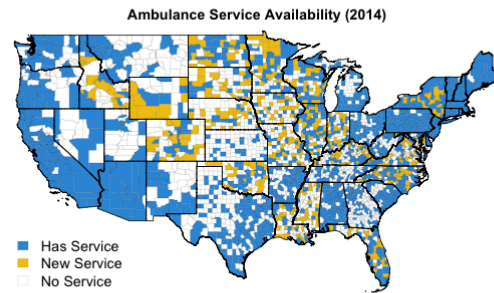 Ambulance Service Availability (2014)
Has Service
New Service
No Service